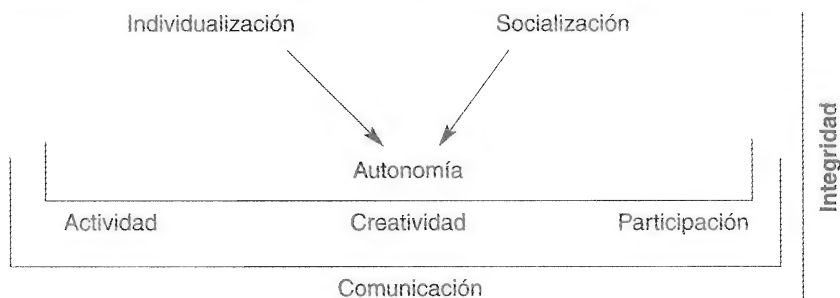 Individualización Socialización
Autonomía
Actividad Creatividad Participación
Comunicación
Integridad